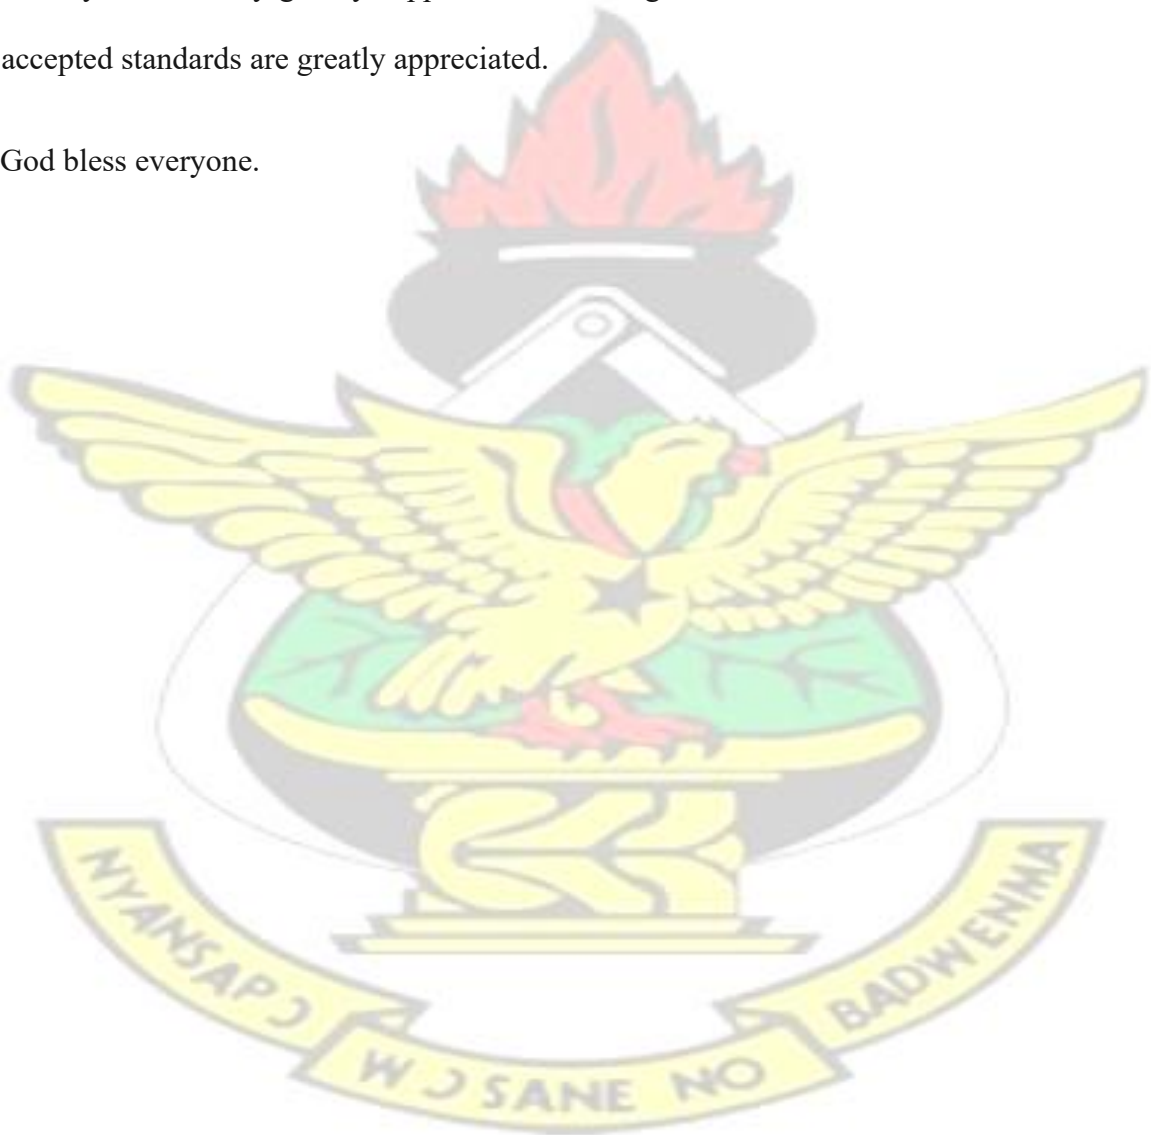 accepted standards are greatly appreciated.
God bless everyone.
NYANSAPƆ
WƆSANE NO
BADWENMA